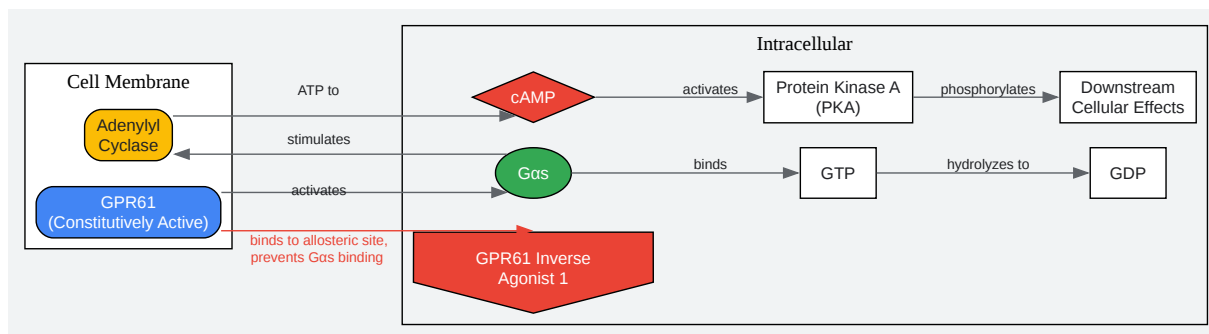 Intracellular
Cell Membrane
ATP to
cAMP
activates
Protein Kinase A
(PKA)
phosphorylates
Downstream
Cellular Effects
Adenylyl
Cyclase
stimulates
Gαs
binds
GTP
hydrolyzes to
GDP
GPR61
(Constitutively Active)
activates
binds to allosteric site,
prevents Gαs binding
GPR61 Inverse
Agonist 1